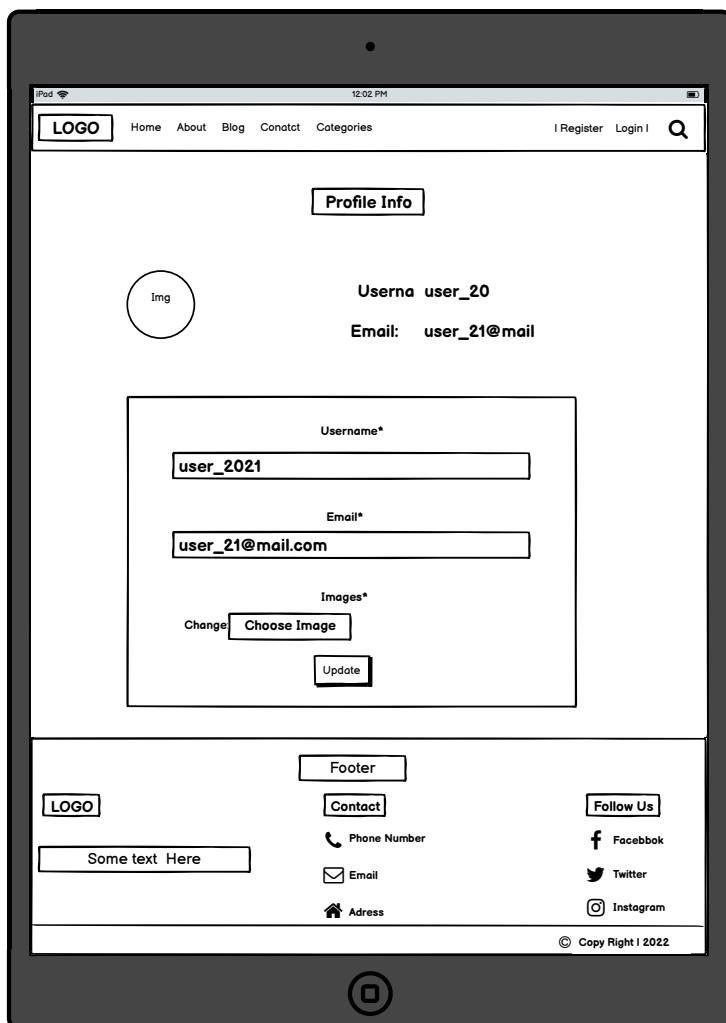 iPad 12:02 PM
LOGO Home About Blog Conatct Categories I Register Login I
Profile Info
Img
Userna user_20
Email: user_21@mail
Username*
user_2021
Email*
user_21@mail.com
Images*
Change: Choose Image
Update
Footer
LOGO Contact Follow Us
Phone Number Facebbok
Some text Here
Email Twitter
Adress Instagram
© Copy Right I 2022